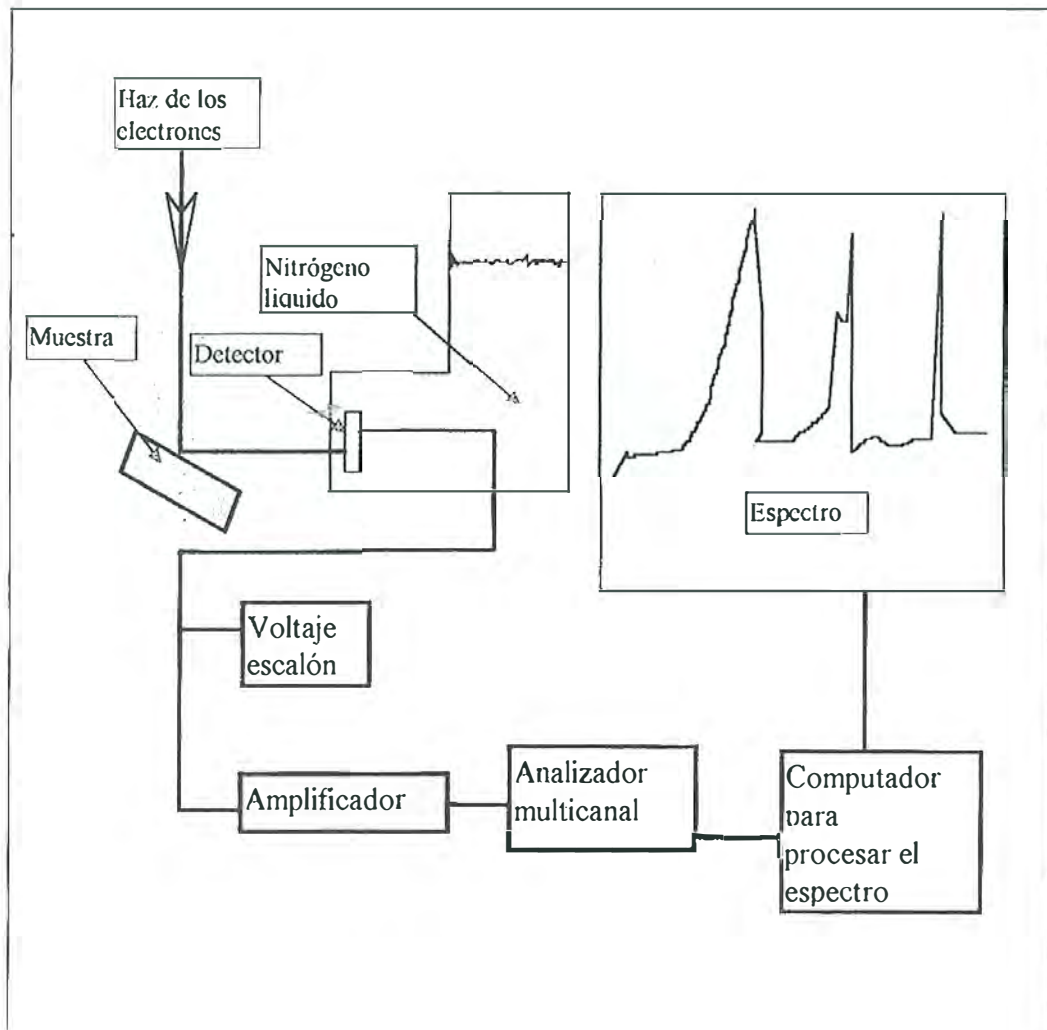 Haz de los
electrones
Nitrógeno
liquido
Muestra
Detector
Espectro
Voltaje
escalón
Amplificador
Analizador
multicanal
Computador
para
procesar el
espectro